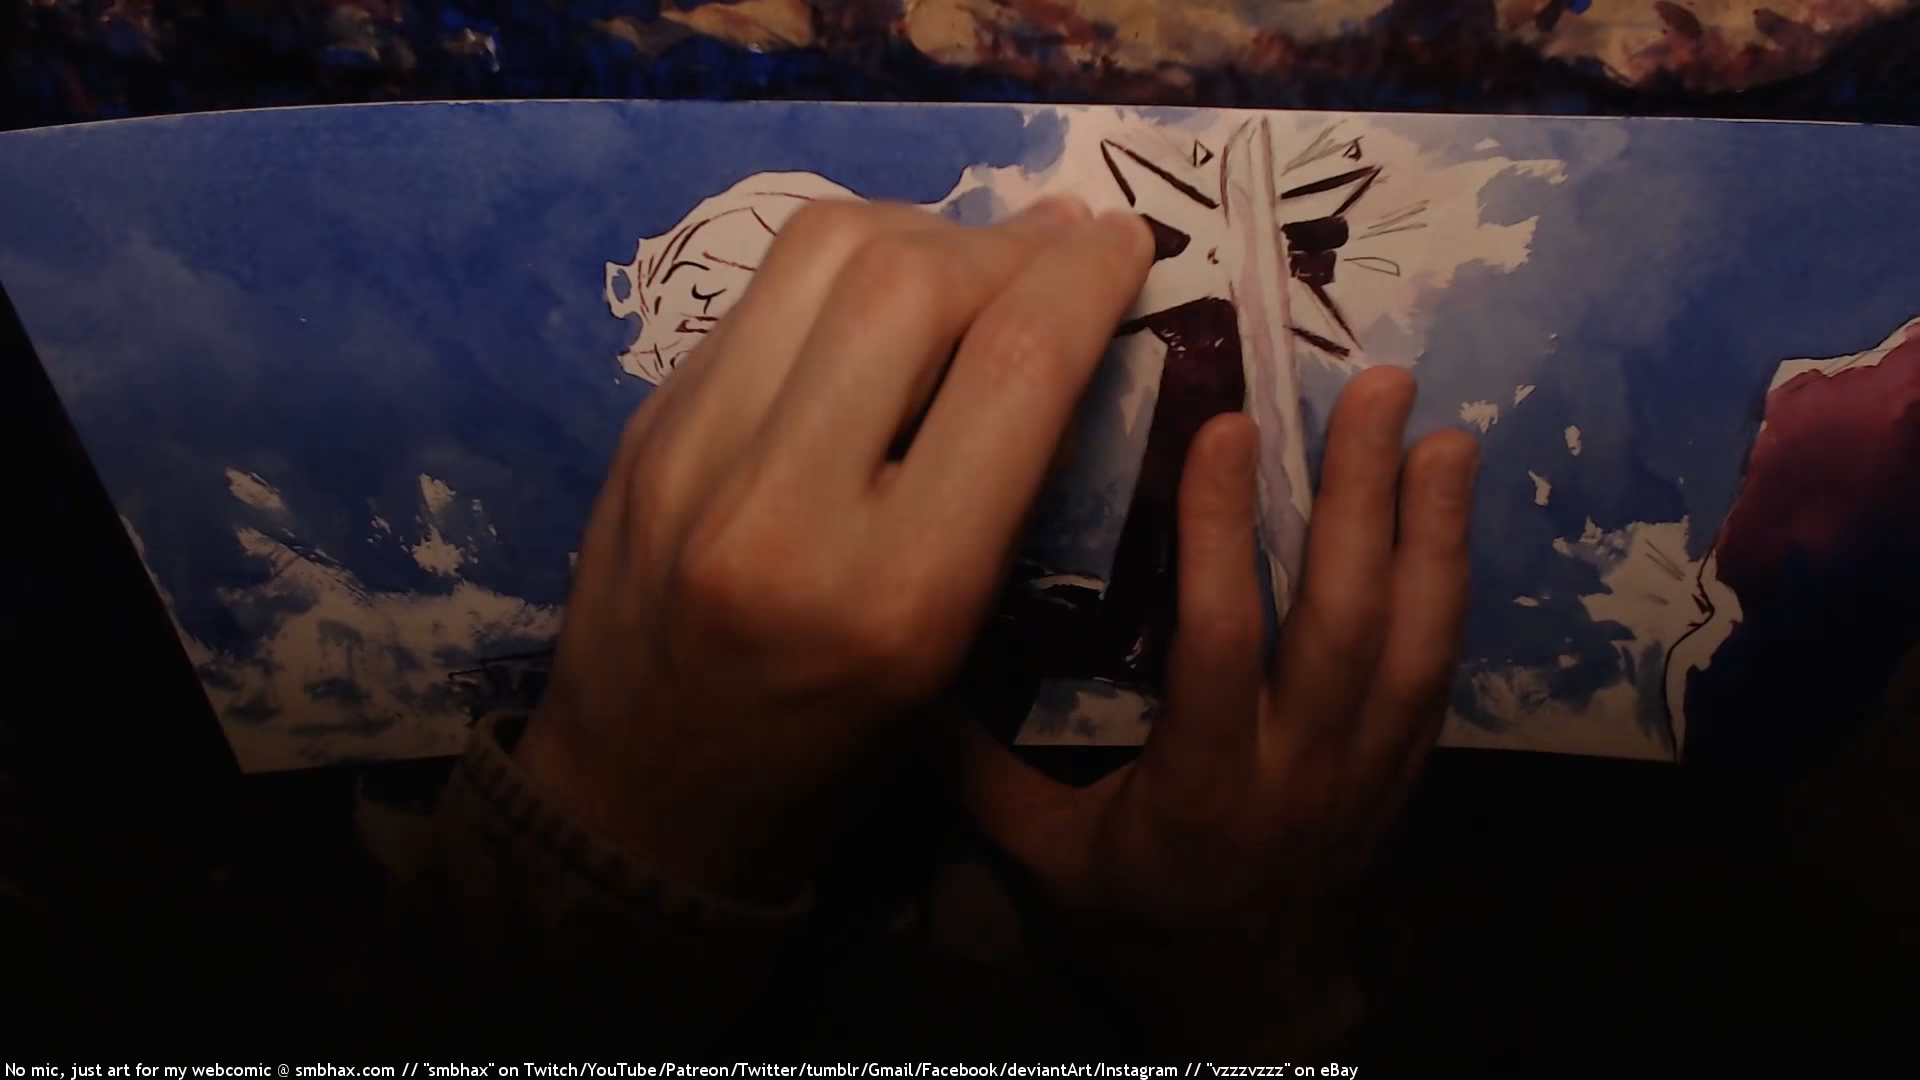 No mic, just art for my webcomic @ smbhax.com // "smbhax" on Twitch/YouTube/Patreon/Twitter/tumblr/Gmail/Facebook/deviantArt/Instagram // "vzzzvzzz" on eBay